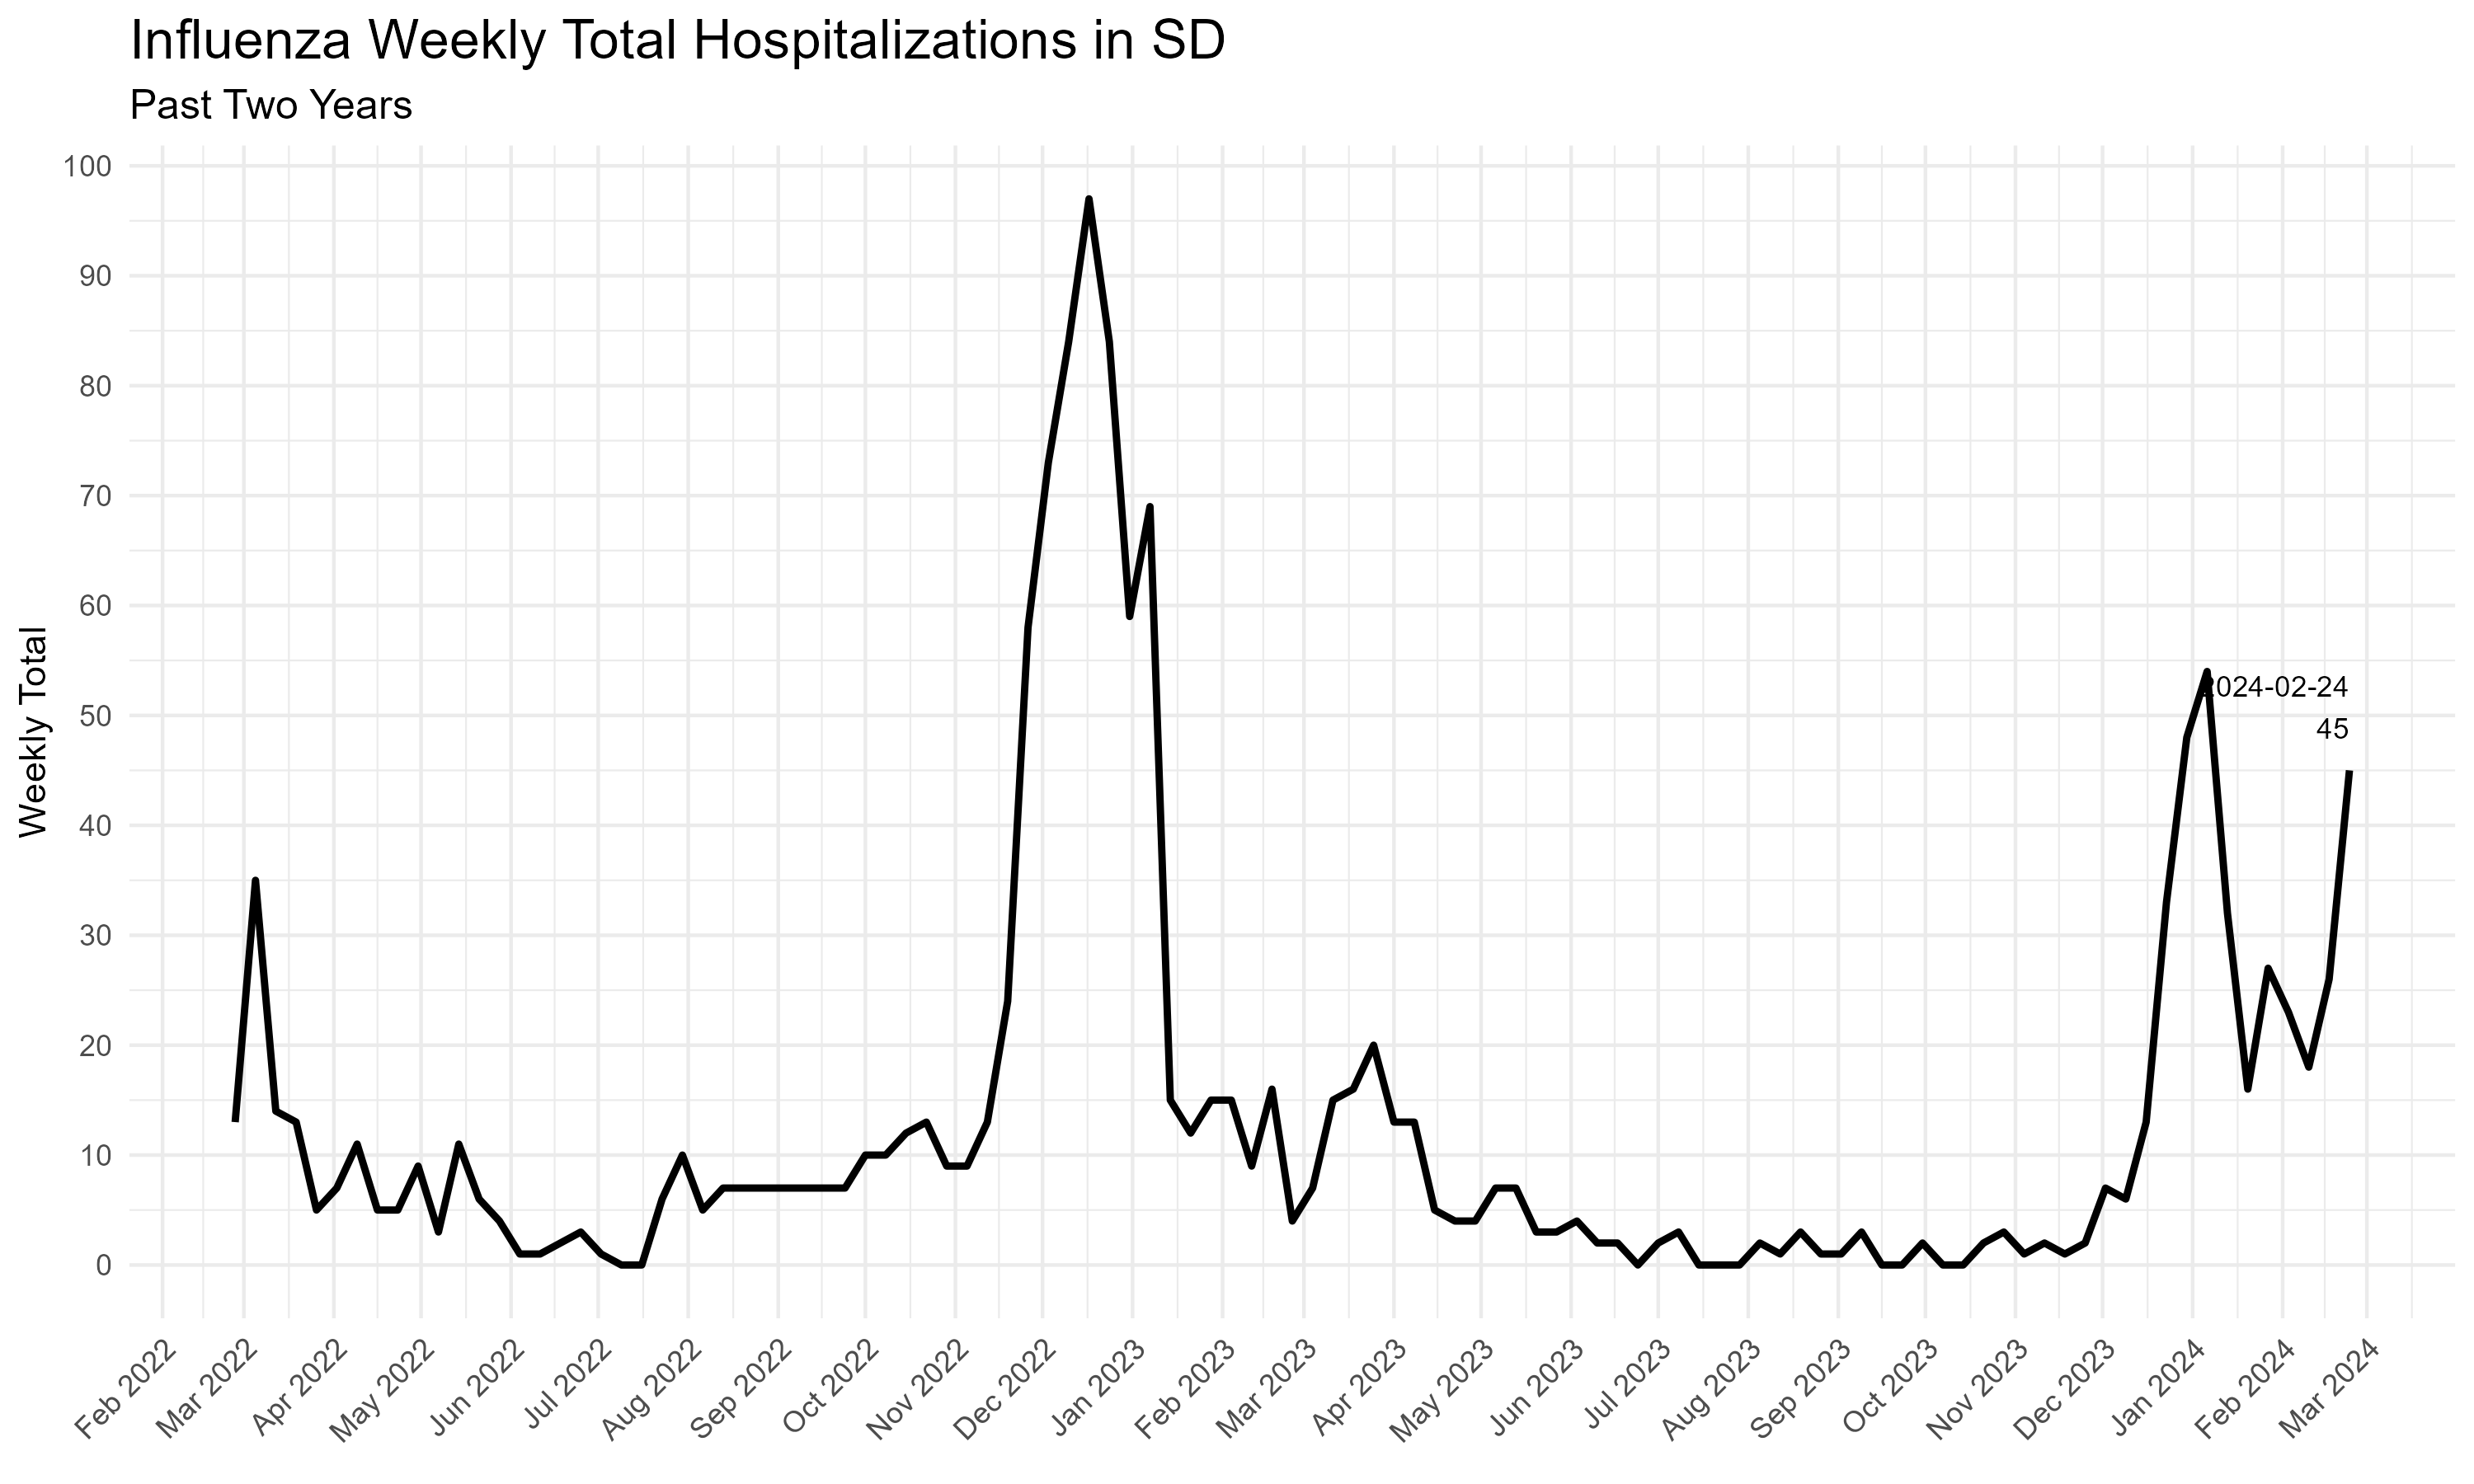 Influenza Weekly Total Hospitalizations in SD
Past Two Years
Weekly Total
100
90
80
70
60
50
40
30
20
10
0
2024-02-24
45
Feb 2022
Mar 2022
Apr 2022
May 2022
Jun 2022
Jul 2022
Aug 2022
Sep 2022
Oct 2022
Nov 2022
Dec 2022
Jan 2023
Feb 2023
Mar 2023
Apr 2023
May 2023
Jun 2023
Jul 2023
Aug 2023
Sep 2023
Oct 2023
Nov 2023
Dec 2023
Jan 2024
Feb 2024
Mar 2024